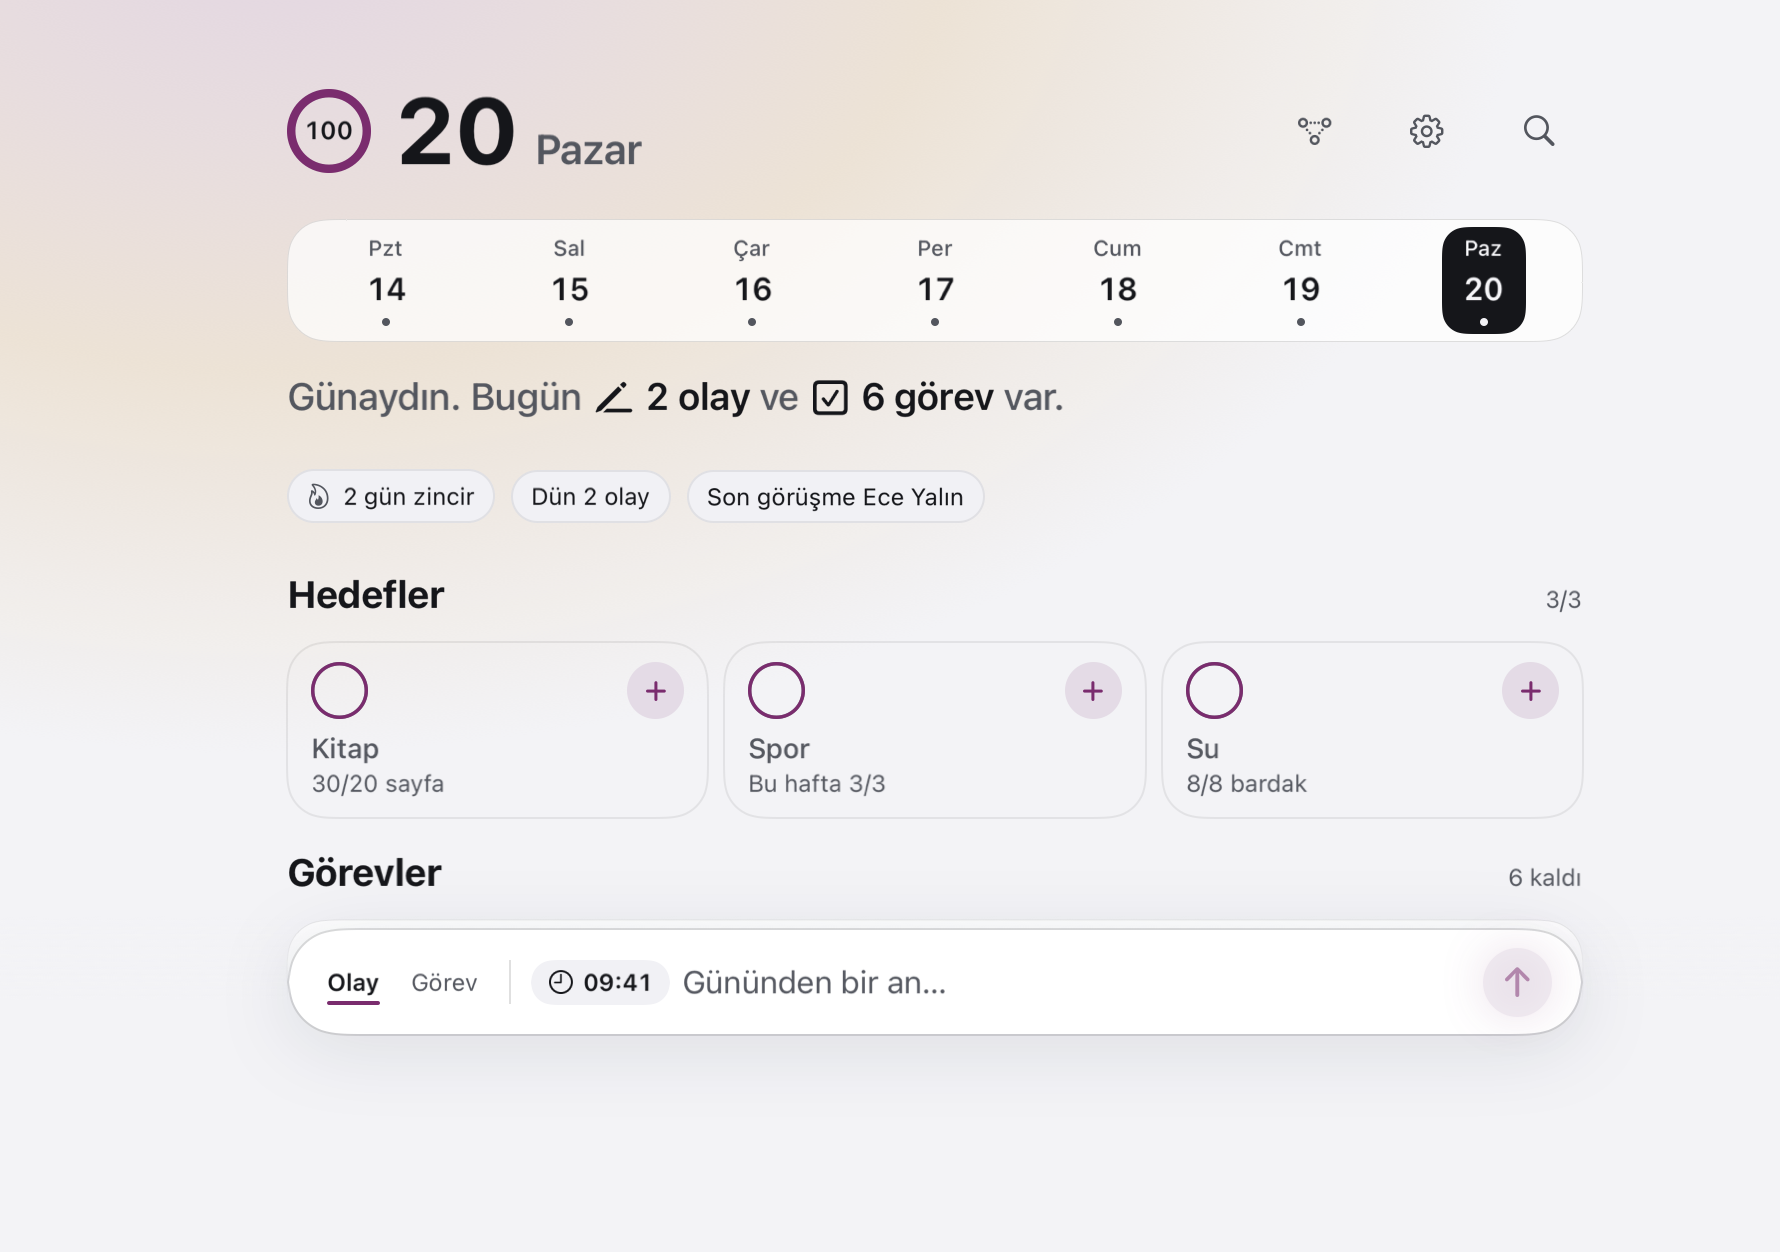 100 20 Pazar
Pzt Sal Çar Per Cum Cmt Paz
14 15 16 17 18 19 20
Günaydın. Bugün 2 olay ve 6 görev var.
2 gün zincir Dün 2 olay Son görüşme Ece Yalın
Hedefler 3/3
Kitap Spor Su
30/20 sayfa Bu hafta 3/3 8/8 bardak
Görevler 6 kaldı
Olay Görev 09:41 Gününden bir an...